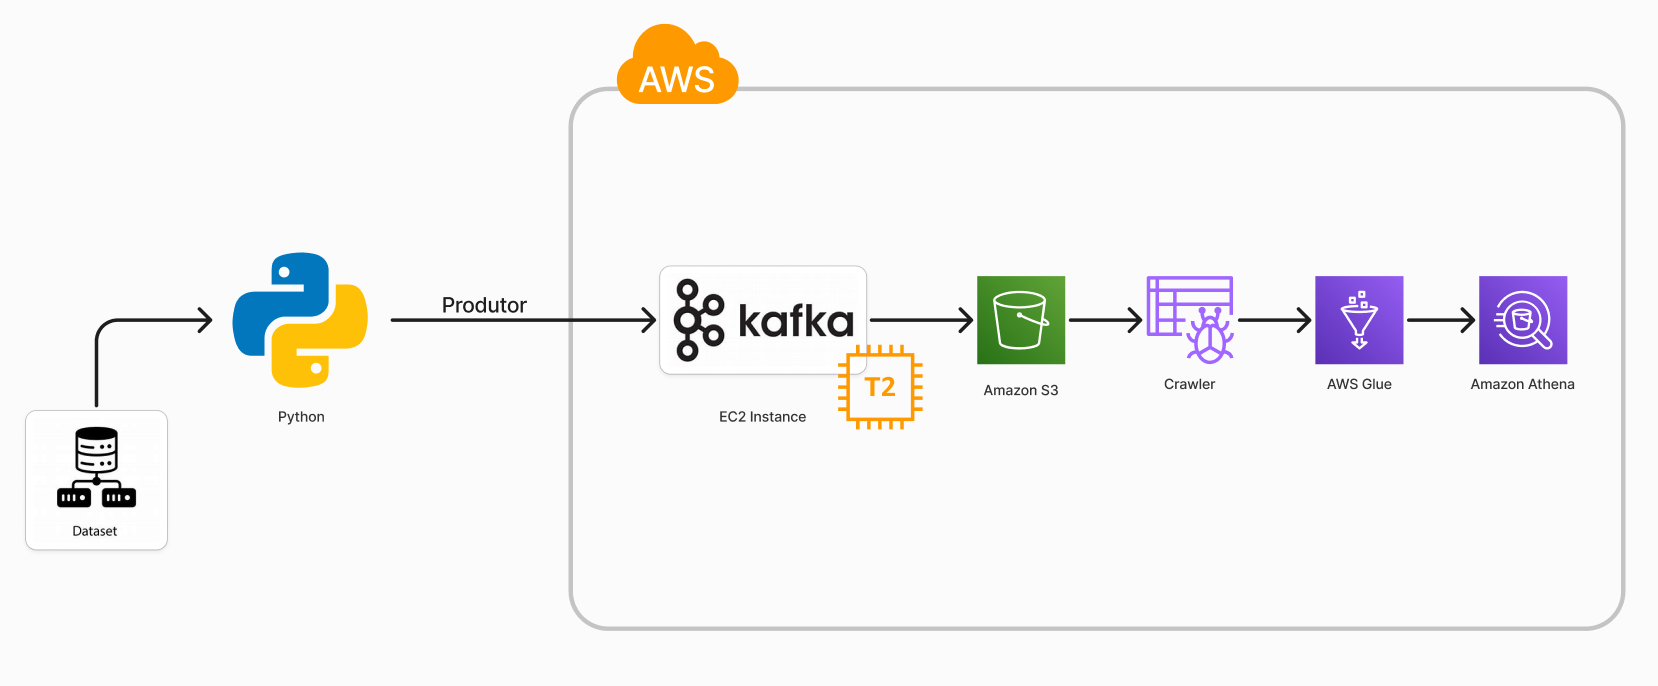 AWS
Produtor
kafka
T2
Python
EC2 Instance
Amazon S3
Crawler
AWS Glue
Amazon Athena
Dataset